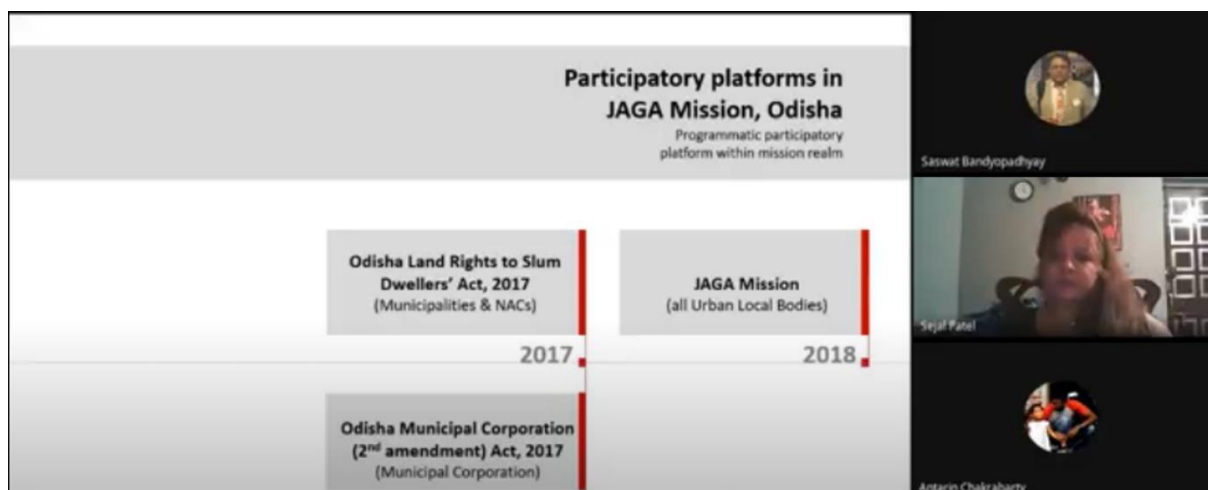 Participatory platforms in
JAGA Mission, Odisha
Programmatic participatory
platform within mission realm
Odisha Land Rights to Slum
Dwellers' Act, 2017
(Municipalities & NACs)
2017
JAGA Mission
(all Urban Local Bodies)
2018
Odisha Municipal Corporation
(2nd amendment) Act, 2017
(Municipal Corporation)
Saswat Bandyopadhyay
Sejal Patel
Antarin Chakrabarty